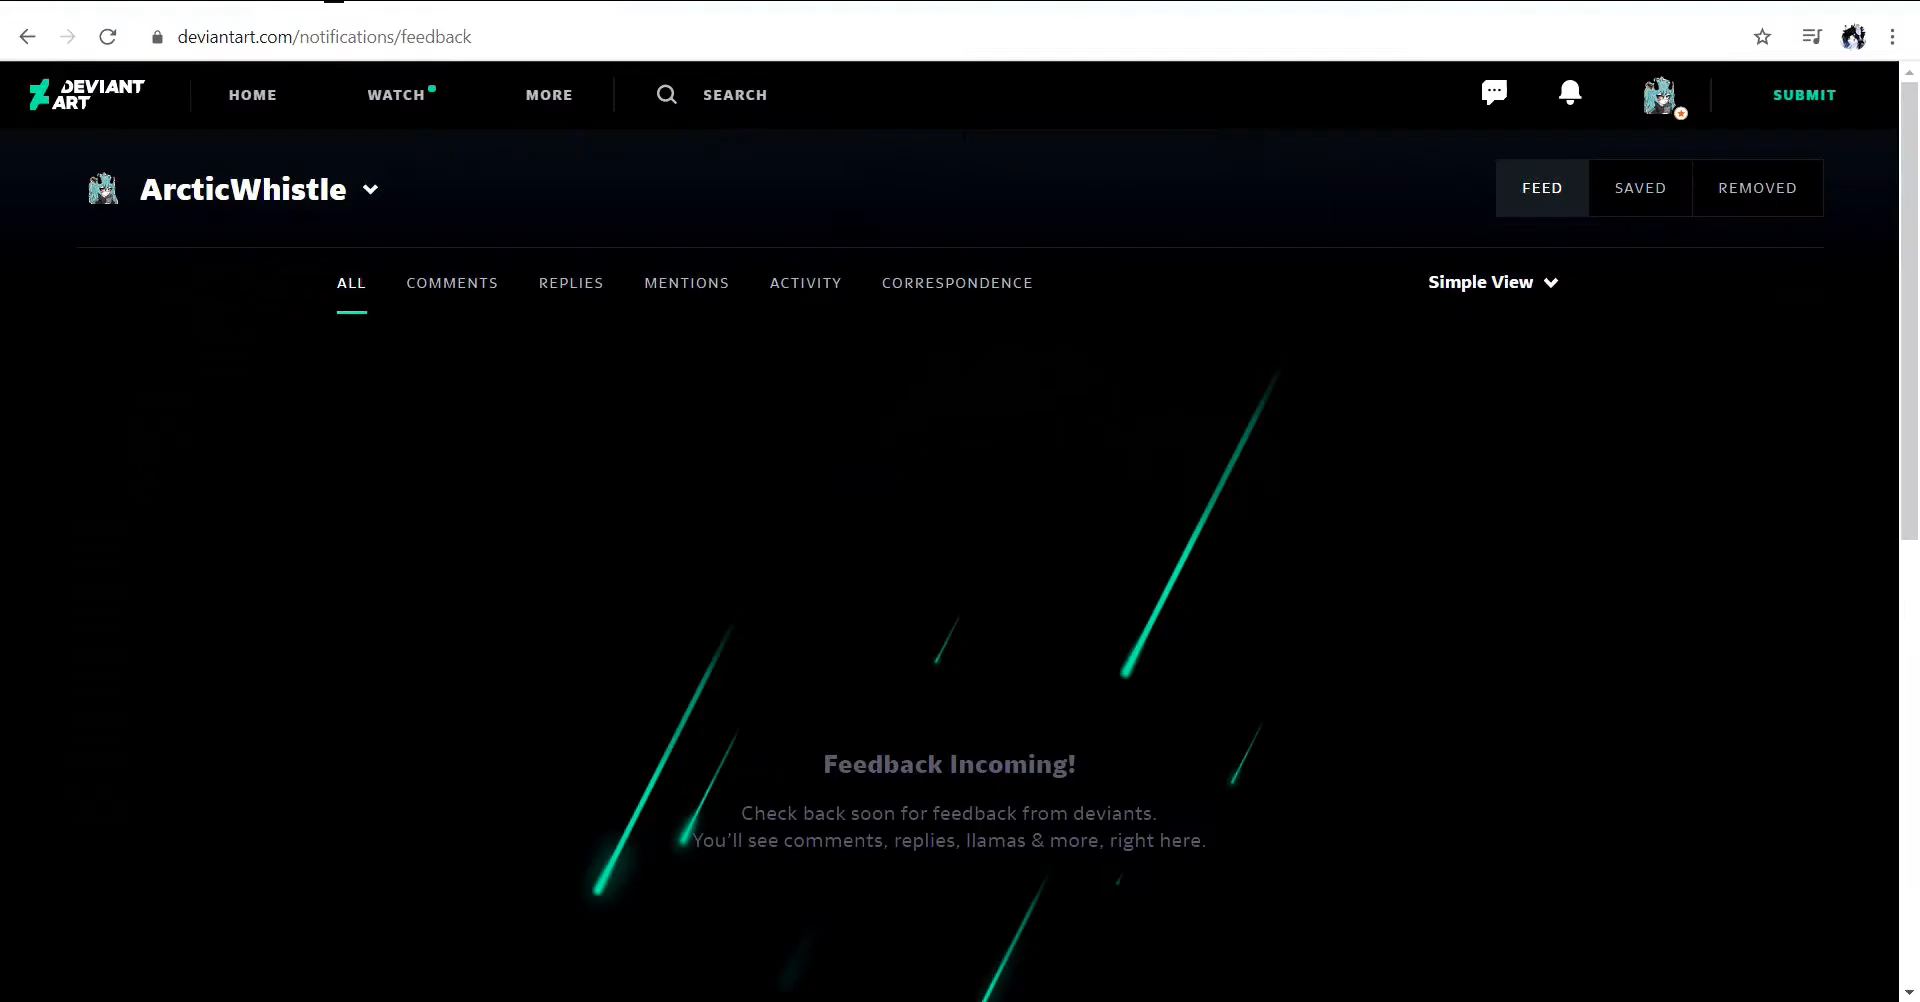 deviantart.com/notifications/feedback
DEVIANT
ART
HOME
WATCH
MORE
SEARCH
SUBMIT
ArcticWhistle
FEED
SAVED
REMOVED
ALL
COMMENTS
REPLIES
MENTIONS
ACTIVITY
CORRESPONDENCE
Simple View
Feedback Incoming!
Check back soon for feedback from deviants.
You'll see comments, replies, llamas & more, right here.